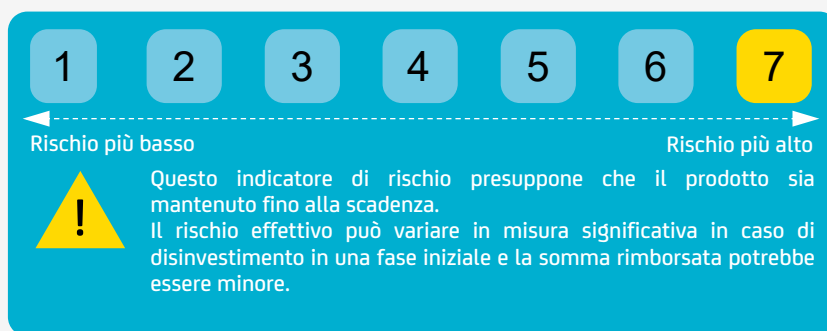 1 2 3 4 5 6 7
Rischio più basso Rischio più alto
Questo indicatore di rischio presuppone che il prodotto sia
mantenuto fino alla scadenza.
!
Il rischio effettivo può variare in misura significativa in caso di
disinvestimento in una fase iniziale e la somma rimborsata potrebbe
essere minore.